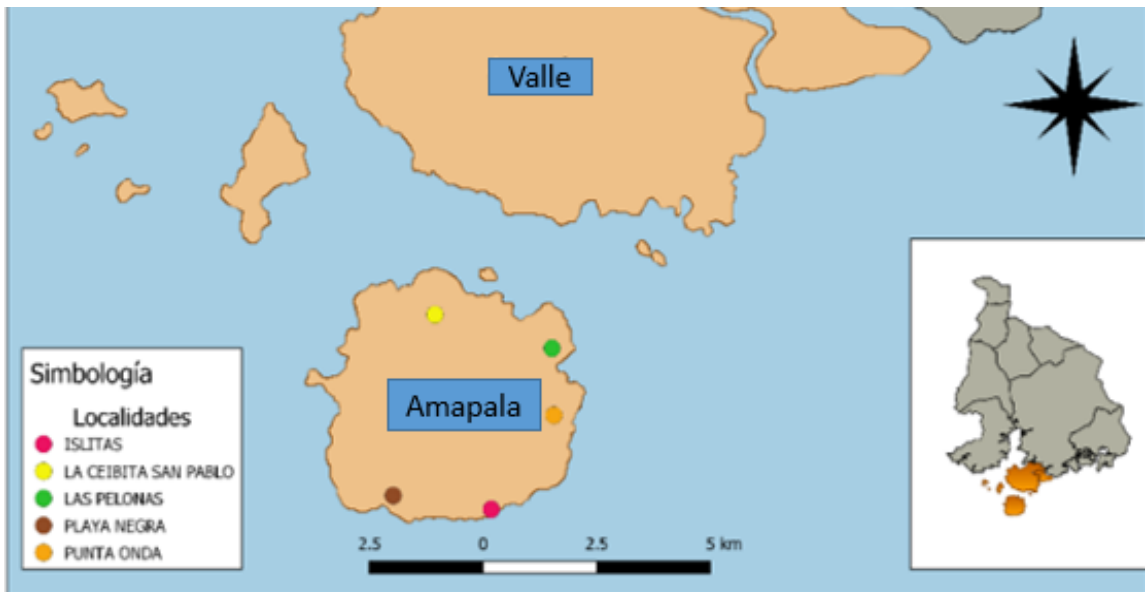 Valle
Amapala
Simbología
Localidades
ISLITAS
LA CEIBITA SAN PABLO
LAS PELONAS
PLAYA NEGRA
PUNTA ONDA
2.5 0 2.5 5 km